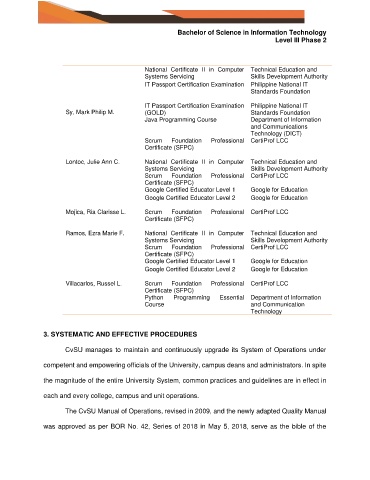 Bachelor of Science in Information Technology
Level III Phase 2
National Certificate II in Computer Technical Education and
Systems Servicing Skills Development Authority
IT Passport Certification Examination Philippine National IT
Standards Foundation
IT Passport Certification Examination Philippine National IT
Sy, Mark Philip M. (GOLD) Standards Foundation
Java Programming Course Department of Information
and Communications
Technology (DICT)
Scrum Foundation Professional CertiProf LCC
Certificate (SFPC)
Lontoc, Julie Ann C. National Certificate II in Computer Technical Education and
Systems Servicing Skills Development Authority
Scrum Foundation Professional CertiProf LCC
Certificate (SFPC)
Google Certified Educator Level 1 Google for Education
Google Certified Educator Level 2 Google for Education
Mojica, Ria Clarisse L. Scrum Foundation Professional CertiProf LCC
Certificate (SFPC)
Ramos, Ezra Marie F. National Certificate II in Computer Technical Education and
Systems Servicing Skills Development Authority
Scrum Foundation Professional CertiProf LCC
Certificate (SFPC)
Google Certified Educator Level 1 Google for Education
Google Certified Educator Level 2 Google for Education
Villacarlos, Russel L. Scrum Foundation Professional CertiProf LCC
Certificate (SFPC)
Python Programming Essential Department of Information
Course and Communication
Technology
3. SYSTEMATIC AND EFFECTIVE PROCEDURES
CvSU manages to maintain and continuously upgrade its System of Operations under
competent and empowering officials of the University, campus deans and administrators. In spite
the magnitude of the entire University System, common practices and guidelines are in effect in
each and every college, campus and unit operations.
The CvSU Manual of Operations, revised in 2009, and the newly adapted Quality Manual
was approved as per BOR No. 42, Series of 2018 in May 5, 2018, serve as the bible of the